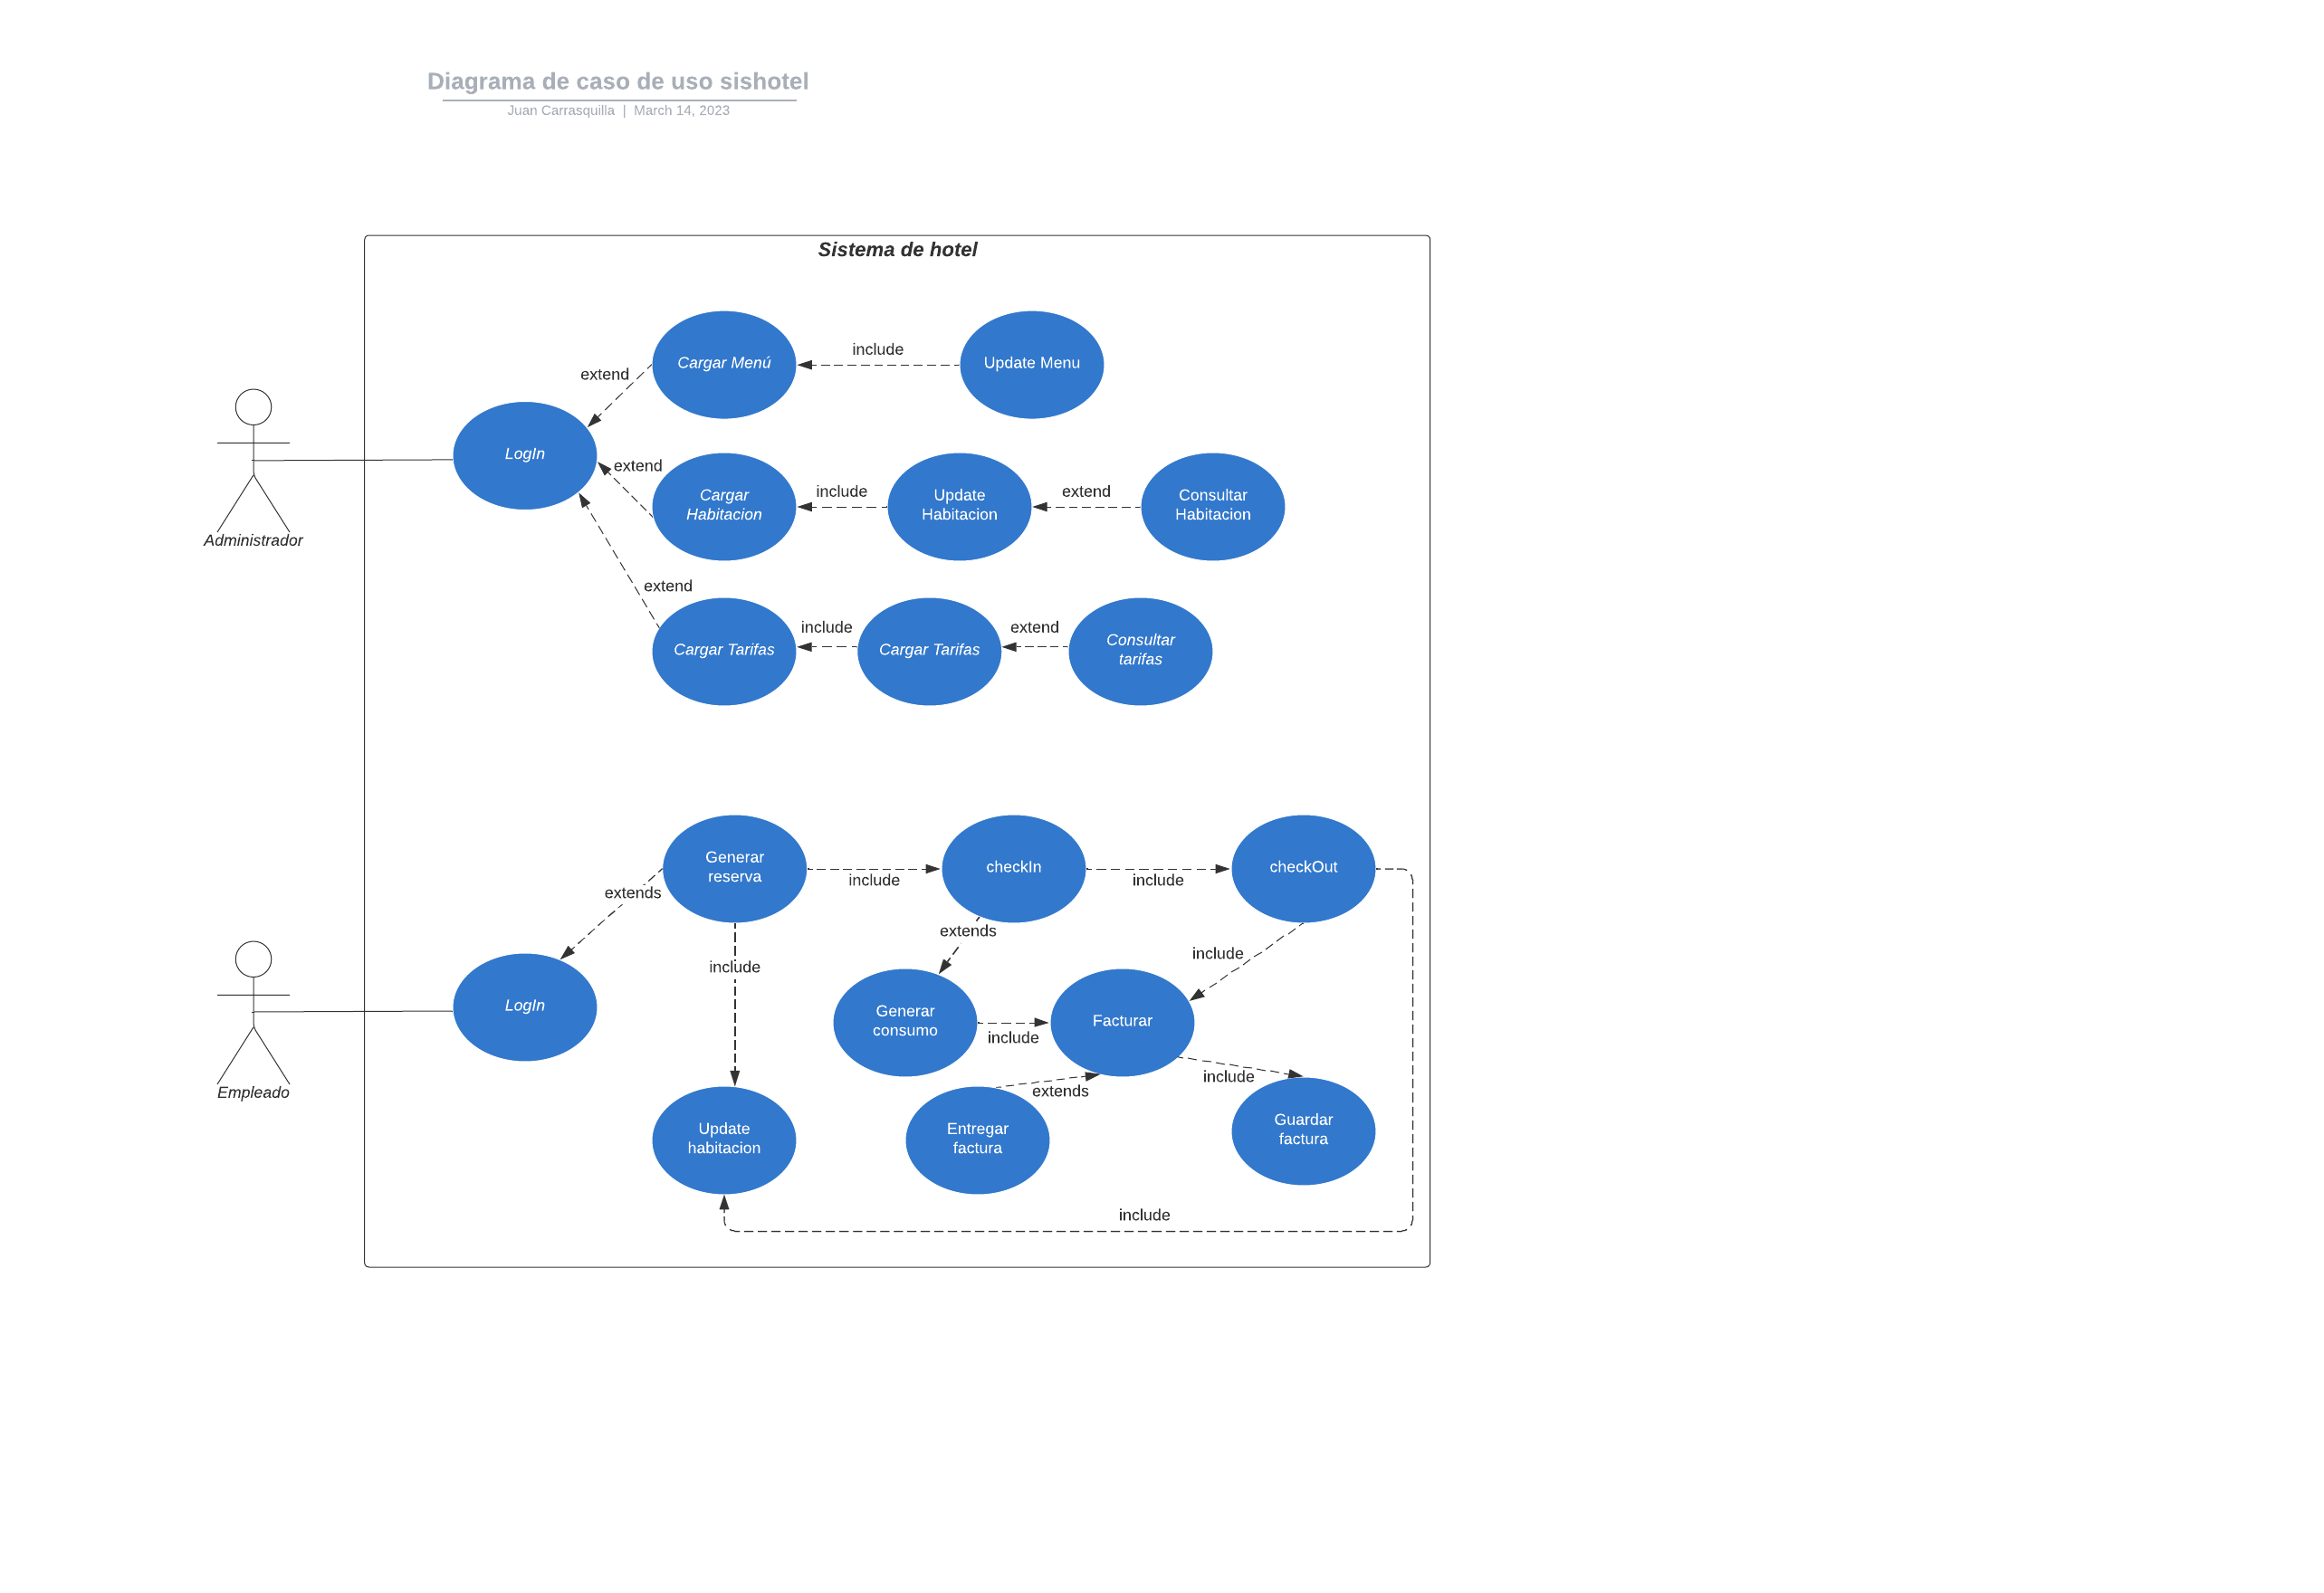 Diagrama de caso de uso sishotel
Juan Carrasquilla | March 14, 2023
Sistema de hotel
Cargar Menú
include
Update Menu
extend
LogIn
extend
Cargar
Habitacion
include
Update
Habitacion
extend
Consultar
Habitacion
Administrador
extend
Cargar Tarifas
include
Cargar Tarifas
extend
Consultar
tarifas
Generar
reserva
include
checkIn
include
checkOut
extends
extends
include
include
LogIn
Generar
consumo
include
Facturar
Empleado
extends
include
Update
habitacion
Entregar
factura
Guardar
factura
include